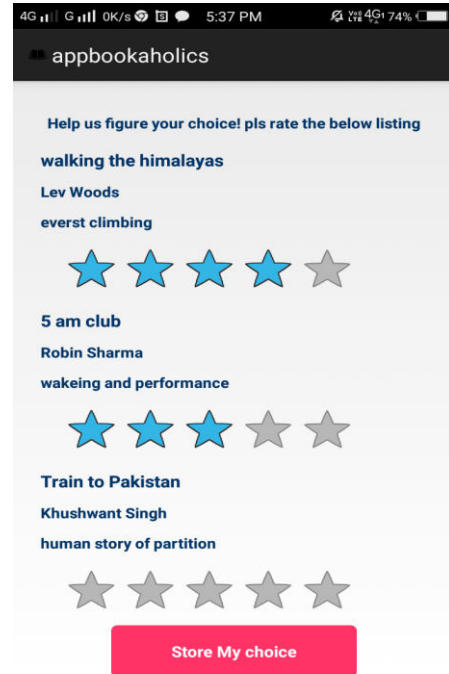 4G G 0K/s 5:37 PM 4G 74%
appbookaholics
Help us figure your choice! pls rate the below listing
walking the himalayas
Lev Woods
everst climbing
5 am club
Robin Sharma
wakeing and performance
Train to Pakistan
Khushwant Singh
human story of partition
Store My choice